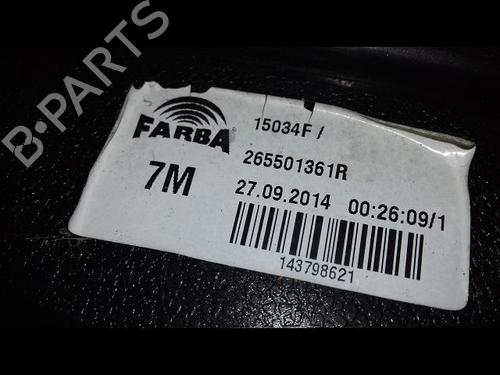 B-PARTS
FARBA
7M
15034F /
265501361R
27.09.2014 00:26:09/1
143798621